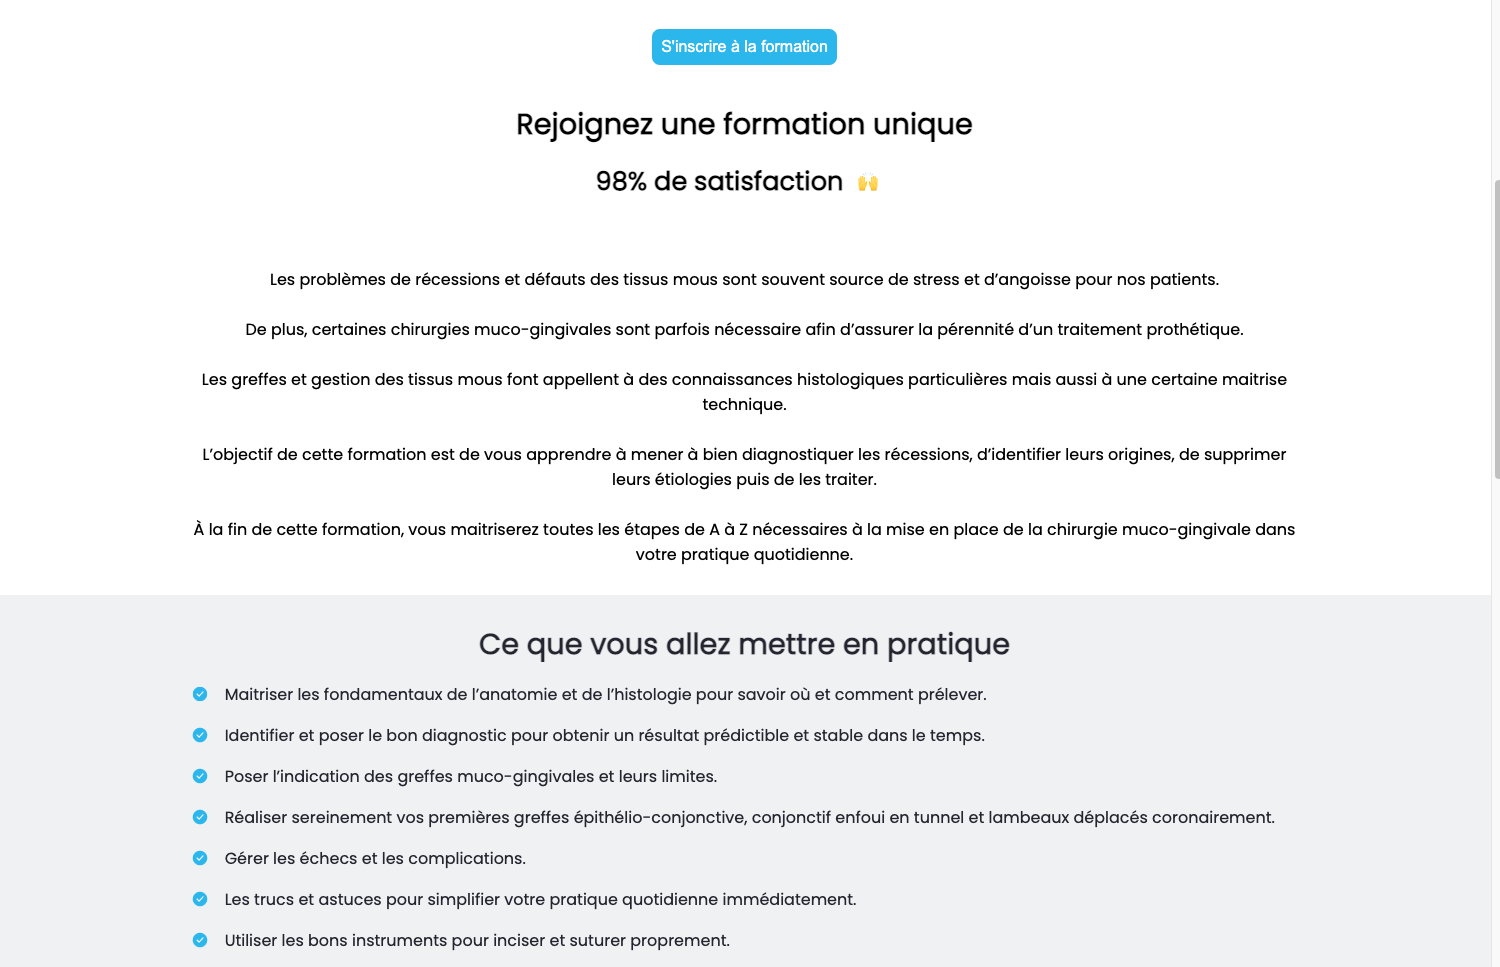 S'inscrire à la formation
Rejoignez une formation unique
98% de satisfaction 🙌
Les problèmes de récessions et défauts des tissus mous sont souvent source de stress et d’angoisse pour nos patients.
De plus, certaines chirurgies muco-gingivales sont parfois nécessaire afin d’assurer la pérennité d’un traitement prothétique.
Les greffes et gestion des tissus mous font appellent à des connaissances histologiques particulières mais aussi à une certaine maitrise
technique.
L’objectif de cette formation est de vous apprendre à mener à bien diagnostiquer les récessions, d’identifier leurs origines, de supprimer
leurs étiologies puis de les traiter.
À la fin de cette formation, vous maitriserez toutes les étapes de A à Z nécessaires à la mise en place de la chirurgie muco-gingivale dans
votre pratique quotidienne.
Ce que vous allez mettre en pratique
Maitriser les fondamentaux de l’anatomie et de l’histologie pour savoir où et comment prélever.
Identifier et poser le bon diagnostic pour obtenir un résultat prédictible et stable dans le temps.
Poser l’indication des greffes muco-gingivales et leurs limites.
Réaliser sereinement vos premières greffes épithélio-conjonctive, conjonctif enfoui en tunnel et lambeaux déplacés coronairement.
Gérer les échecs et les complications.
Les trucs et astuces pour simplifier votre pratique quotidienne immédiatement.
Utiliser les bons instruments pour inciser et suturer proprement.